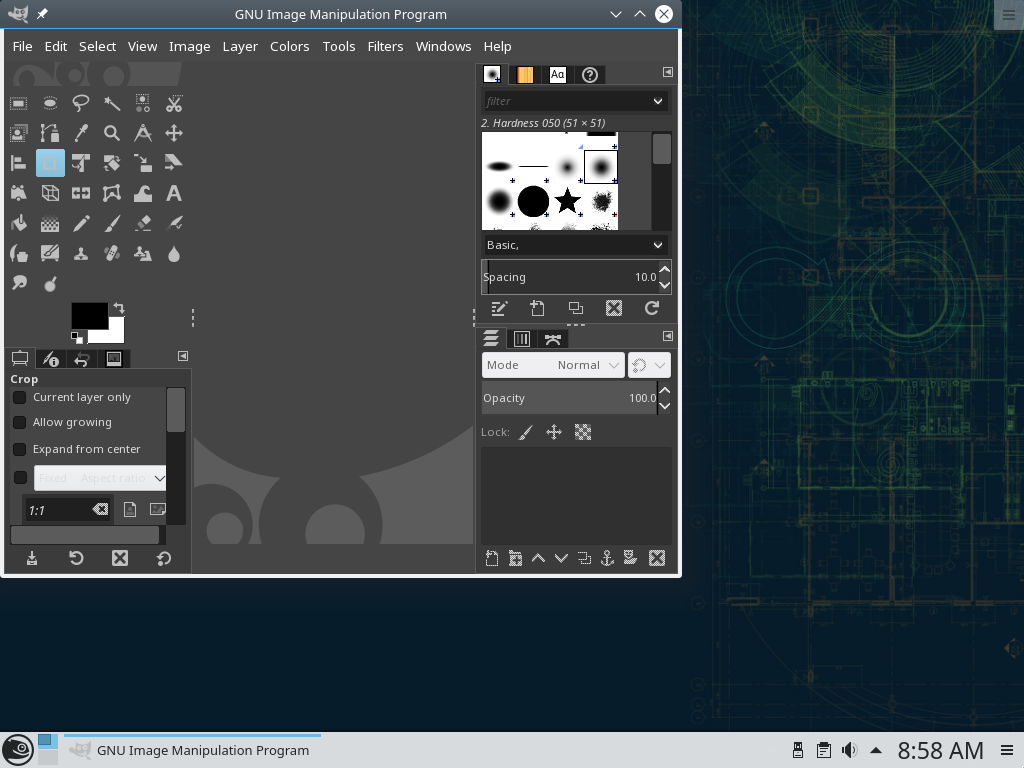 GNU Image Manipulation Program
File Edit Select View Image Layer Colors Tools Filters Windows Help
Aa
filter
2. Hardness 050 (51 × 51)
Basic,
Spacing 10.0
Mode Normal
Opacity 100.0
Lock:
Crop
Current layer only
Allow growing
Expand from center
Fixed Aspect ratio
1:1
GNU Image Manipulation Program
8:58 AM